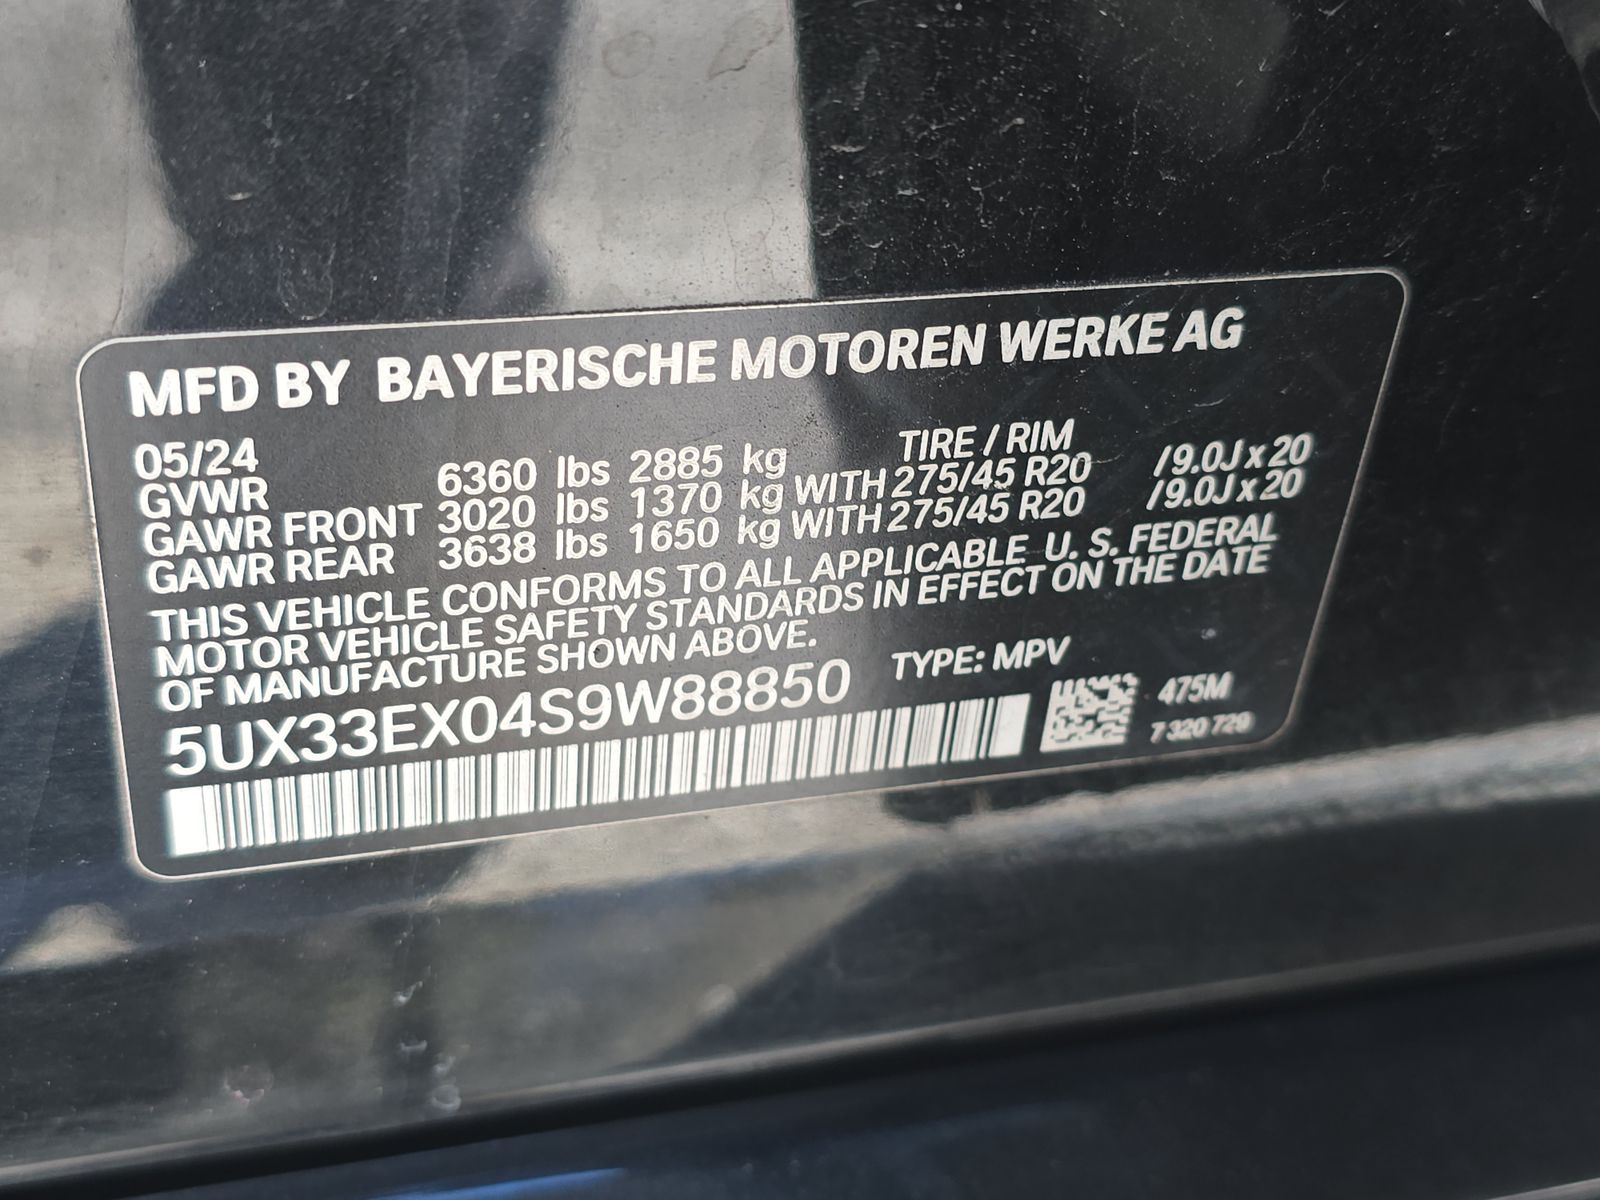 MFD BY BAYERISCHE MOTOREN WERKE AG
05/24 TIRE / RIM
GVWR 6360 lbs 2885 kg
GAWR FRONT 3020 lbs 1370 kg WITH 275/45 R20 /9.0J x 20
GAWR REAR 3638 lbs 1650 kg WITH 275/45 R20 /9.0J x 20
THIS VEHICLE CONFORMS TO ALL APPLICABLE U. S. FEDERAL
MOTOR VEHICLE SAFETY STANDARDS IN EFFECT ON THE DATE
OF MANUFACTURE SHOWN ABOVE.
5UX33EX04S9W88850 TYPE: MPV
475M
7 320 729